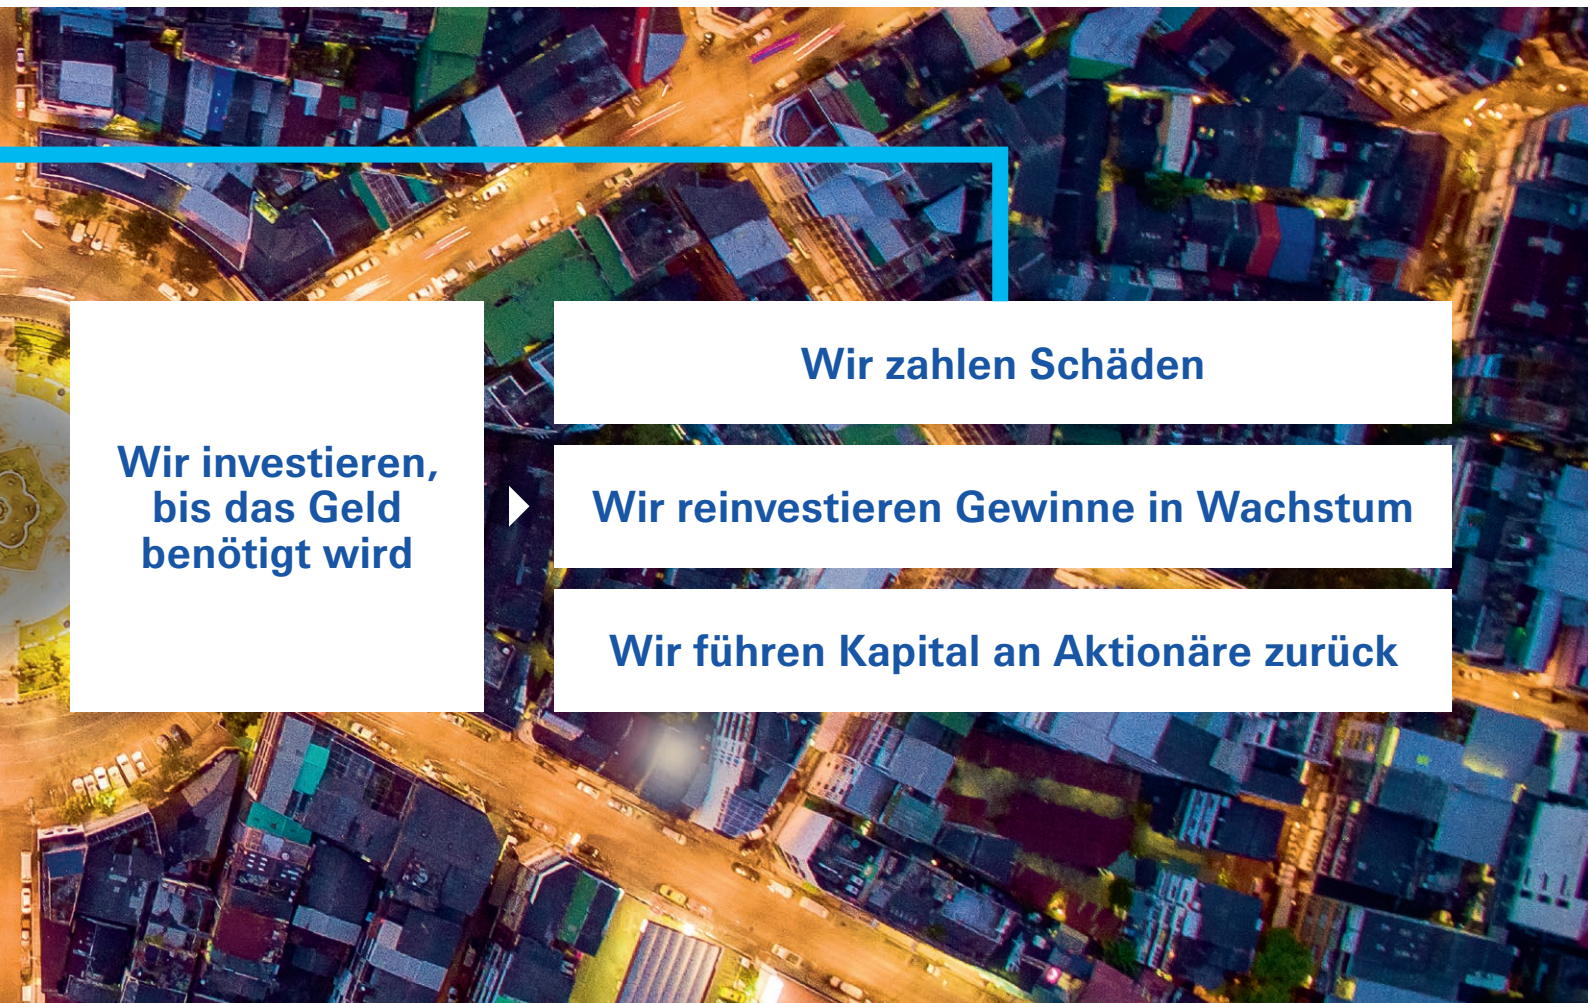 Wir zahlen Schäden
Wir investieren,
bis das Geld
benötigt wird
Wir reinvestieren Gewinne in Wachstum
Wir führen Kapital an Aktionäre zurück